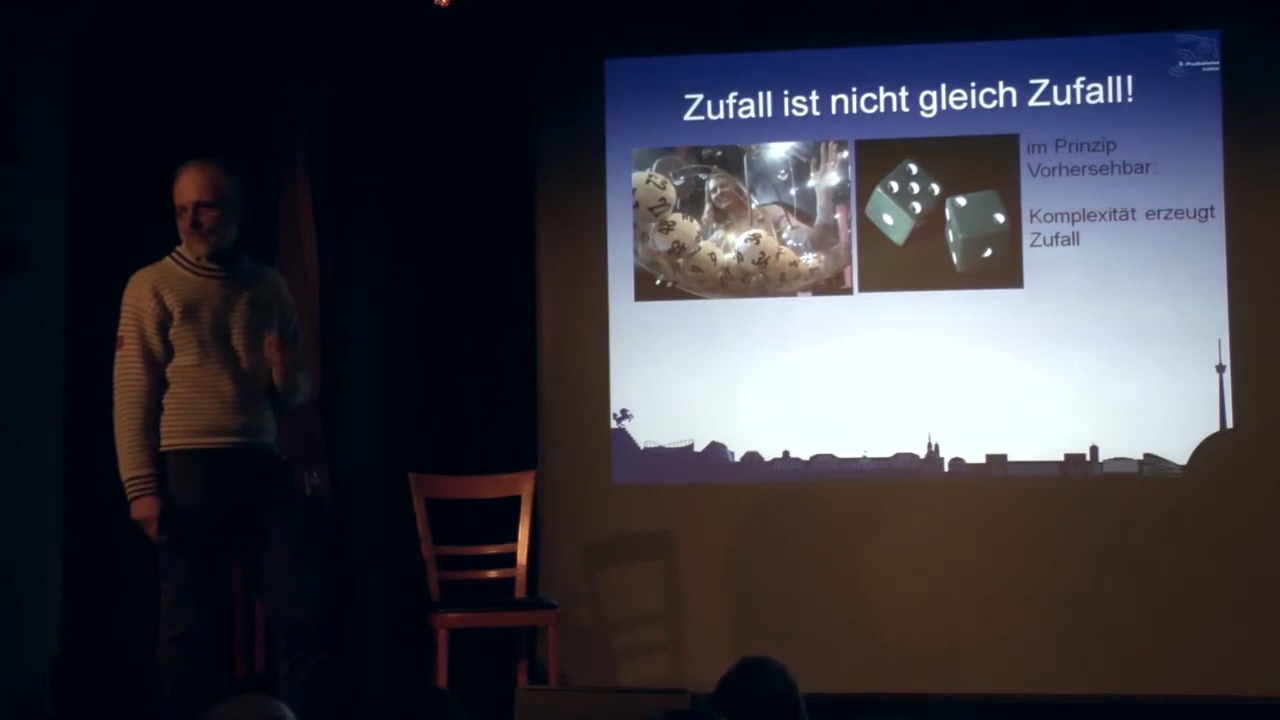 Zufall ist nicht gleich Zufall!
im Prinzip
Vorhersehbar
Komplexität erzeugt
Zufall